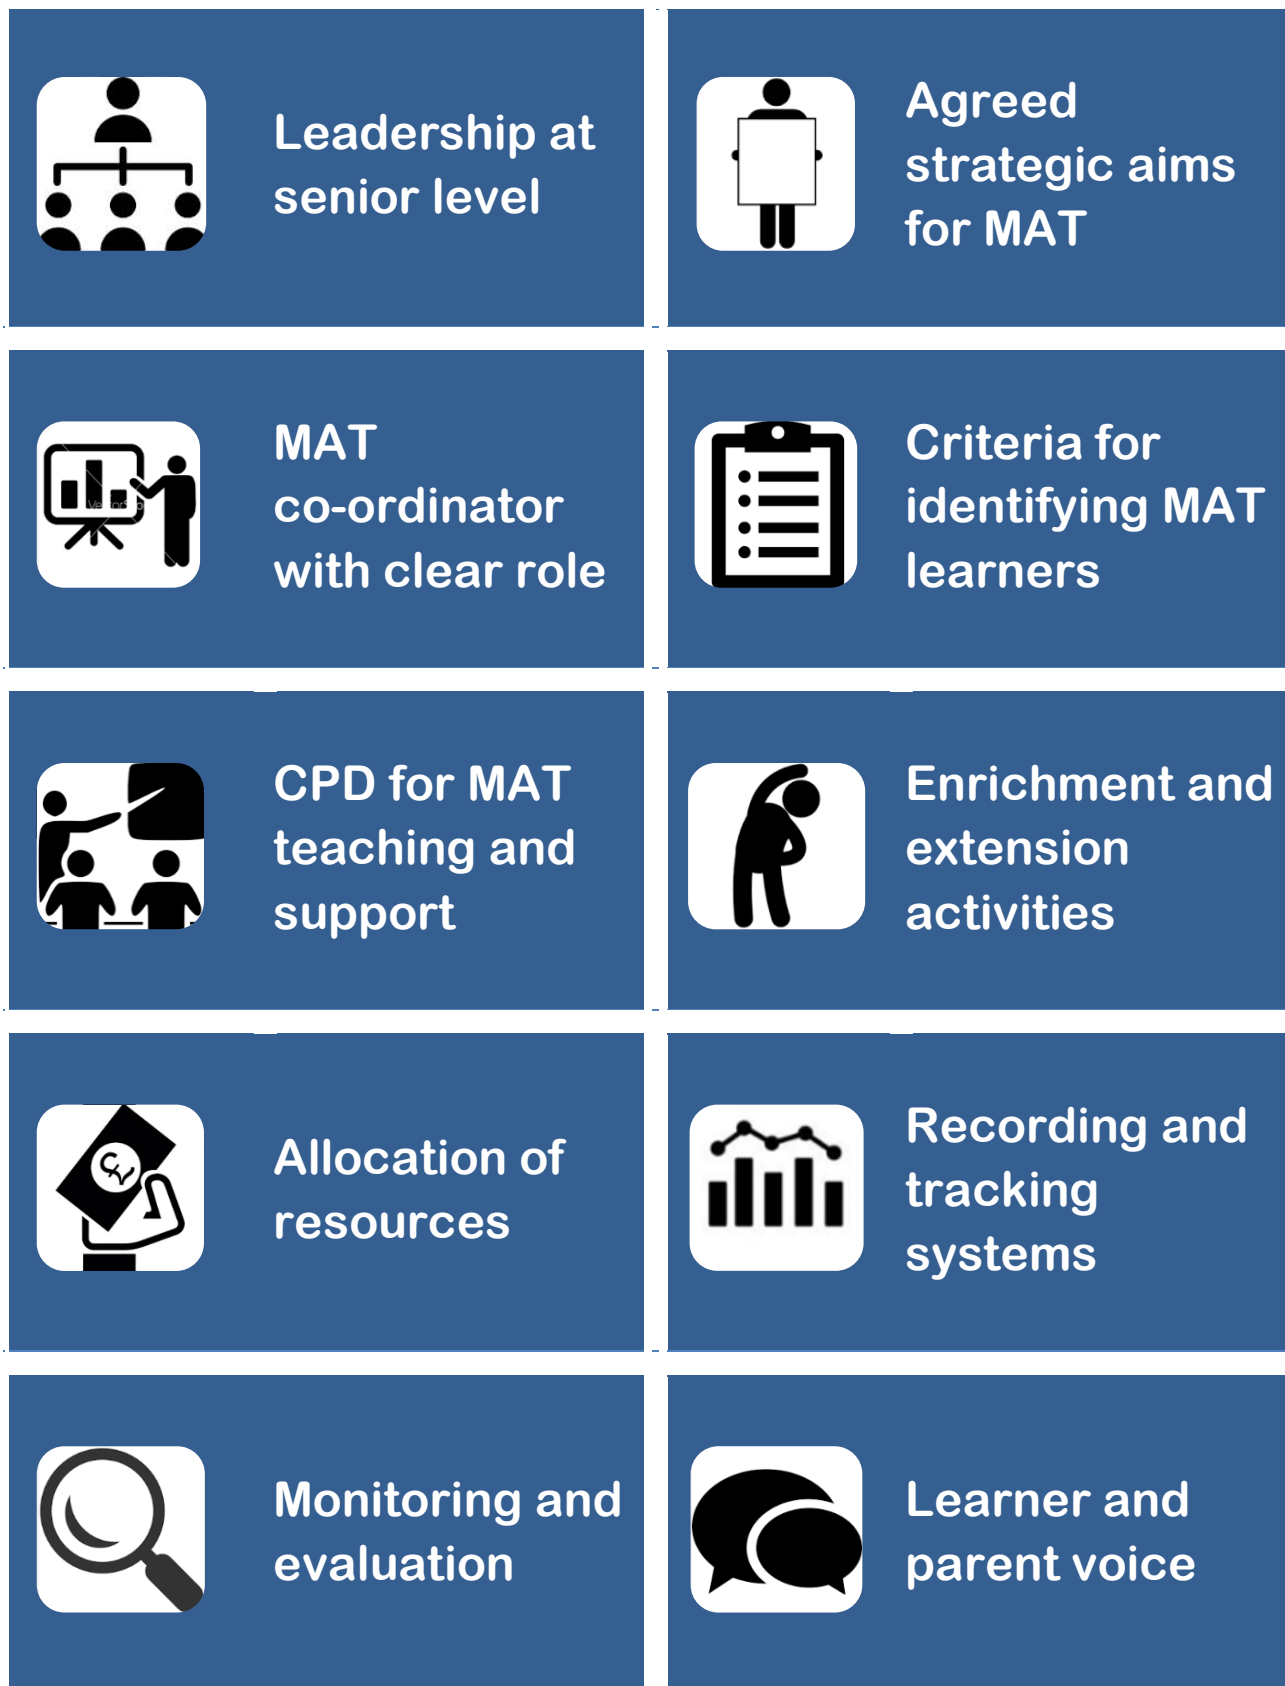 Leadership at
senior level
Agreed
strategic aims
for MAT
MAT
co-ordinator
with clear role
Criteria for
identifying MAT
learners
CPD for MAT
teaching and
support
Enrichment and
extension
activities
Allocation of
resources
£
Recording and
tracking
systems
Monitoring and
evaluation
Learner and
parent voice